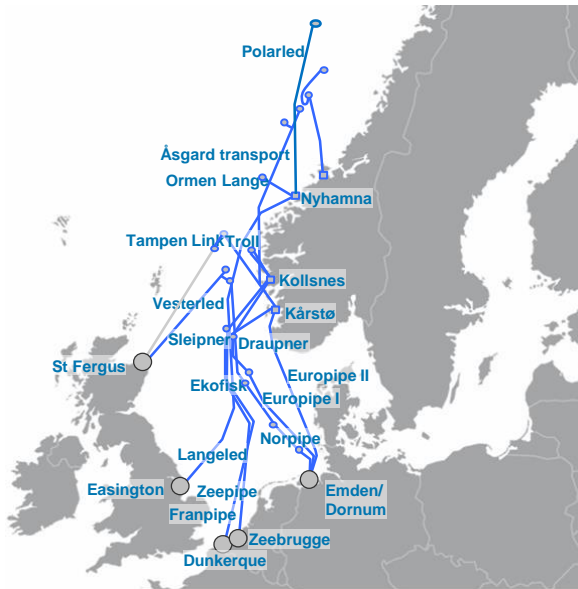 Polarled
Åsgard transport
Ormen Lange
Nyhamna
Tampen Link
Troll
Kollsnes
Vesterled
Kårstø
Sleipner
Draupner
St Fergus
Europipe II
Ekofisk
Europipe I
Norpipe
Langeled
Easington
Zeepipe
Emden/
Dornum
Franpipe
Zeebrugge
Dunkerque